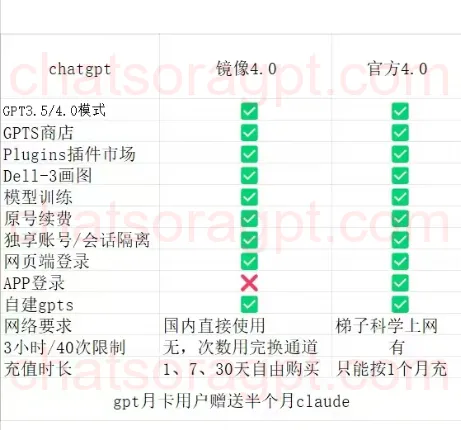 chatsoragpt.com
chatgpt 镜像4.0 官方4.0
GPT3.5/4.0模式 ✅ ✅
GPTS商店 ✅ ✅
Plugins插件市场 ✅ ✅
Dell-3画图 ✅ ✅
模型训练 ✅ ✅
原号续费 ✅ ✅
chatsoragpt.com
独享账号/会话隔离 ✅ ✅
网页端登录 ✅ ✅
APP登录 ❌ ✅
自建gpts ✅ ✅
网络要求 国内直接使用 梯子科学上网
3小时/40次限制 无，次数用完换通道 有
充值时长 1、7、30天自由购买 只能按1个月充
chatsoragpt.com
gpt月卡用户赠送半个月claude